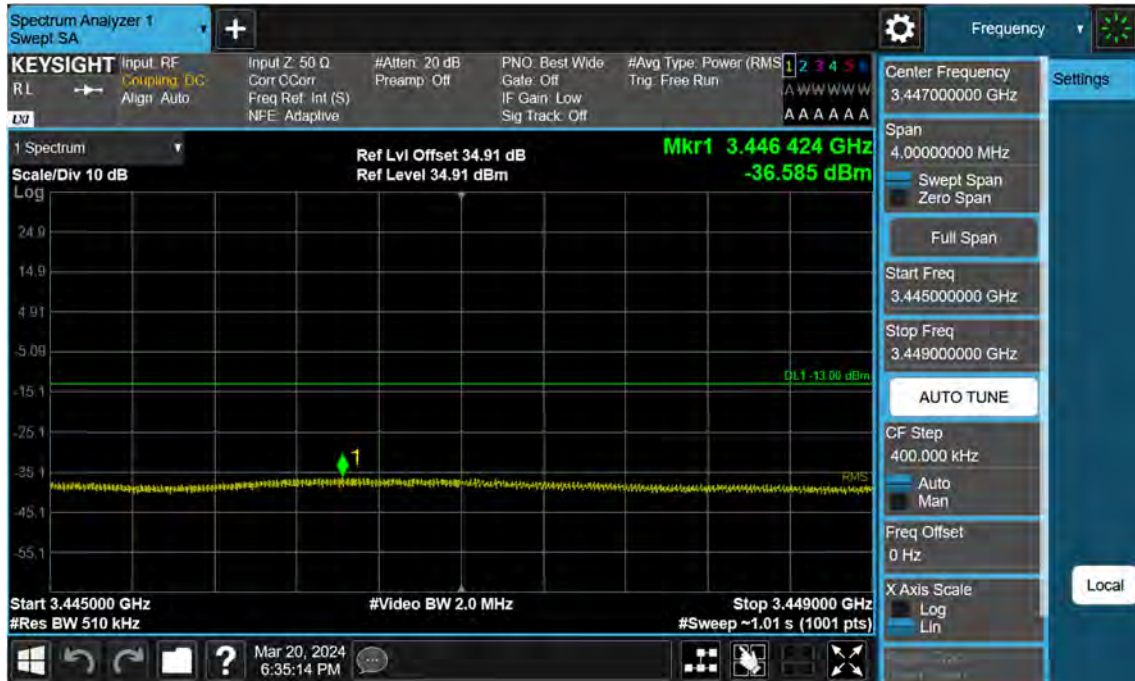 Spectrum Analyzer 1
Swept SA
+
Frequency
KEYSIGHT
RL
LXI
Input: RF
Coupling: DC
Align: Auto
Input Z: 50 Ω
Corr CCorr
Freq Ref: Int (S)
NFE: Adaptive
#Atten: 20 dB
Preamp: Off
PNO: Best Wide
Gate: Off
IF Gain: Low
Sig Track: Off
#Avg Type: Power (RMS
Trig: Free Run
1 2 3 4 5 6
A W W W W W
A A A A A A
1 Spectrum
Scale/Div 10 dB
Ref Lvl Offset 34.91 dB
Ref Level 34.91 dBm
Mkr1 3.446 424 GHz
-36.585 dBm
Log
24.9
14.9
4.91
-5.09
DL1 -13.00 dBm
-15.1
-25.1
1
-35.1
RMS
-45.1
-55.1
Start 3.445000 GHz
#Res BW 510 kHz
#Video BW 2.0 MHz
Stop 3.449000 GHz
#Sweep ~1.01 s (1001 pts)
Center Frequency
3.447000000 GHz
Settings
Span
4.00000000 MHz
Swept Span
Zero Span
Full Span
Start Freq
3.445000000 GHz
Stop Freq
3.449000000 GHz
AUTO TUNE
CF Step
400.000 kHz
Auto
Man
Freq Offset
0 Hz
X Axis Scale
Log
Lin
Local
?
Mar 20, 2024
6:35:14 PM